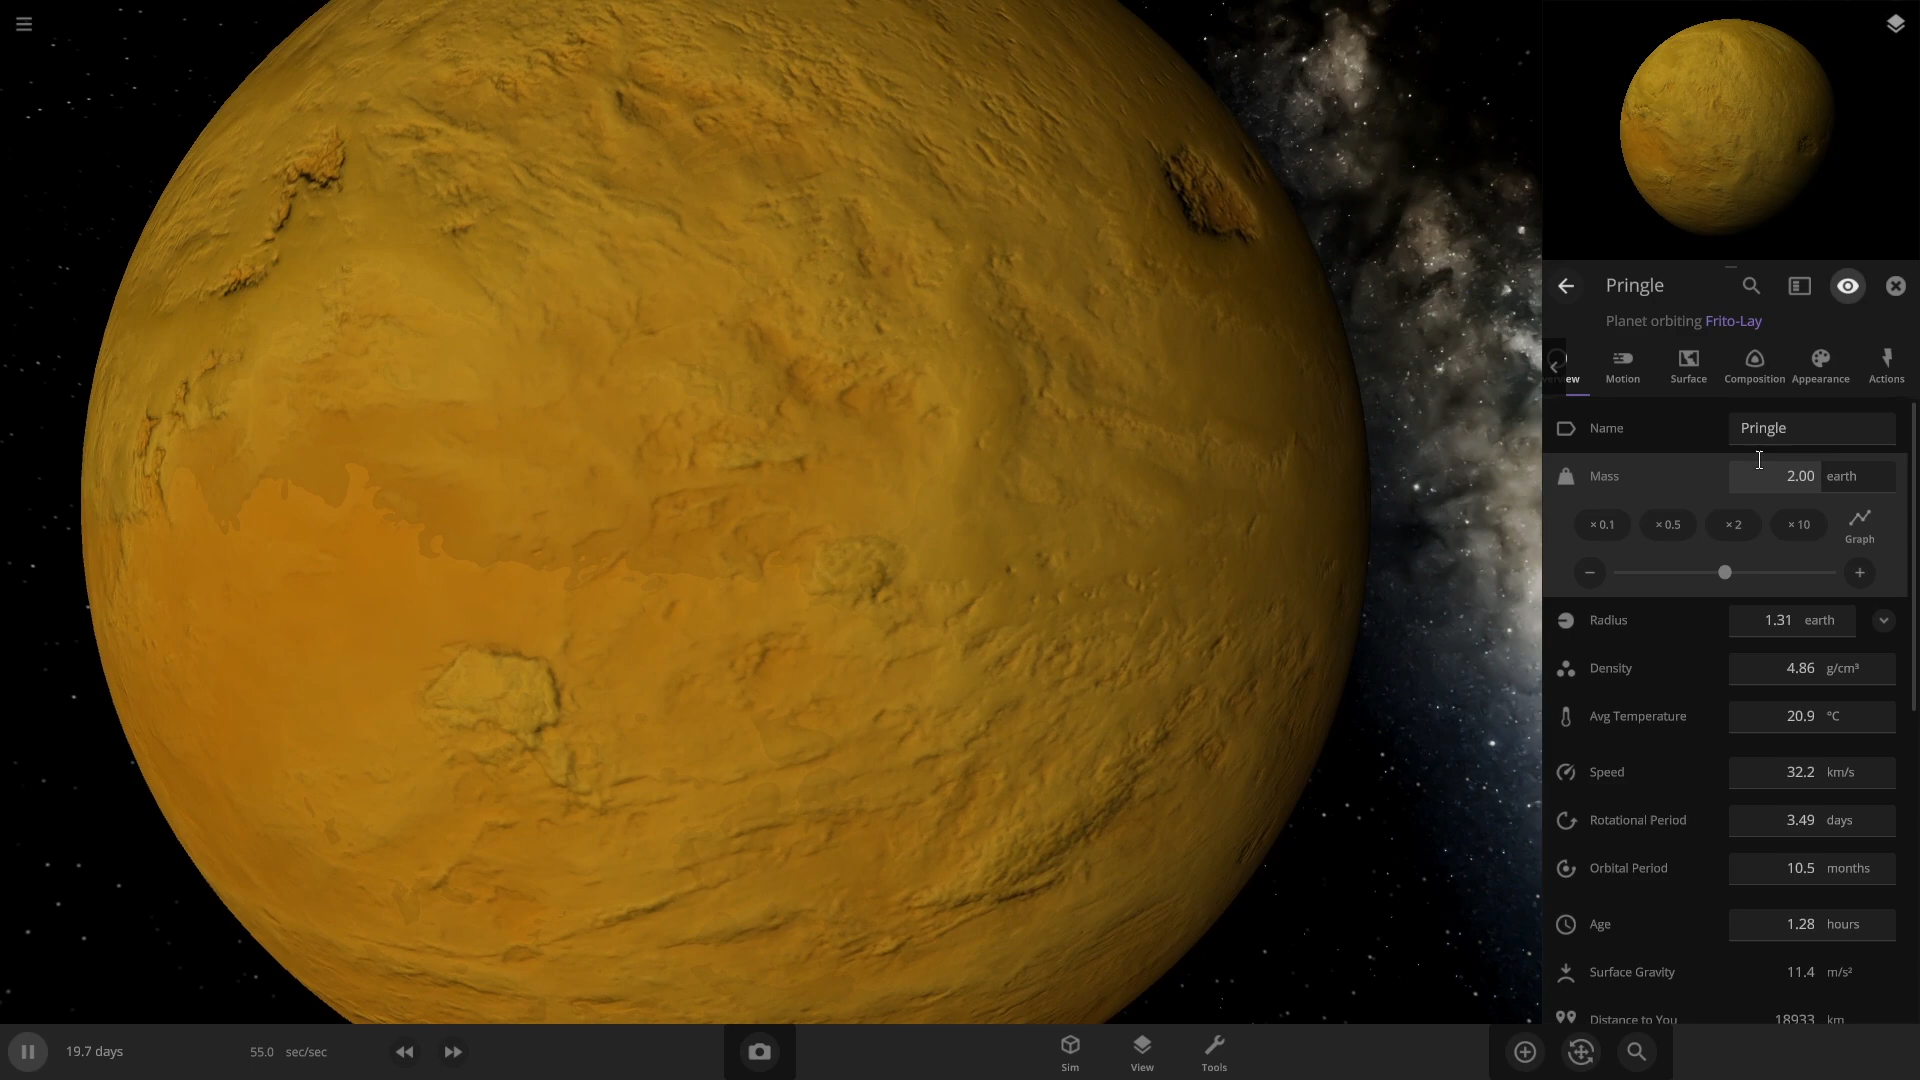 Pringle
Planet orbiting Frito-Lay
Motion Surface Composition Appearance Actions
Name Pringle
Mass 2.00 earth
× 0.1 × 0.5 × 2 × 10 Graph
Radius 1.31 earth
Density 4.86 g/cm³
Avg Temperature 20.9 °C
Speed 32.2 km/s
Rotational Period 3.49 days
Orbital Period 10.5 months
Age 1.28 hours
Surface Gravity 11.4 m/s²
Distance to You 18933 km
19.7 days 55.0 sec/sec Sim View Tools